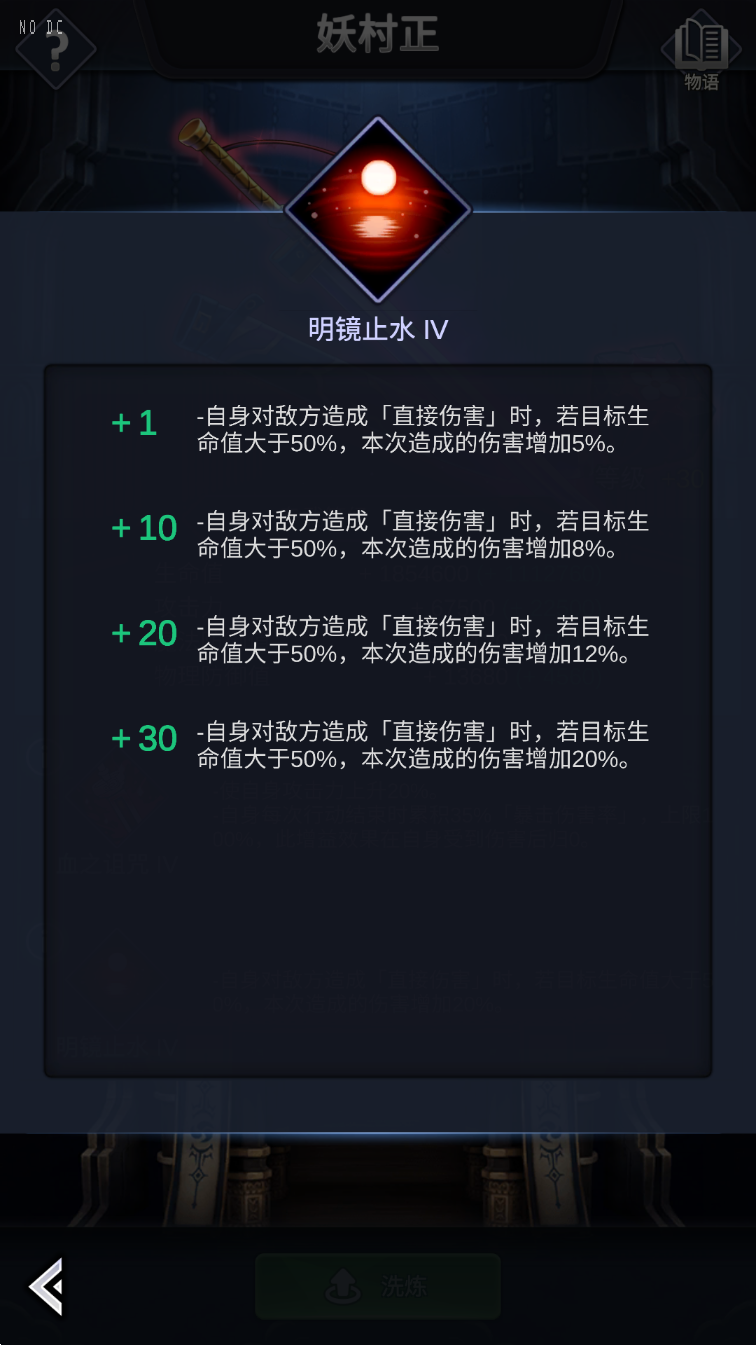 NO DC
妖村正
物语
明镜止水 IV
+1
-自身对敌方造成「直接伤害」时，若目标生
命值大于50%，本次造成的伤害增加5%。
+10
-自身对敌方造成「直接伤害」时，若目标生
命值大于50%，本次造成的伤害增加8%。
+20
-自身对敌方造成「直接伤害」时，若目标生
命值大于50%，本次造成的伤害增加12%。
+30
-自身对敌方造成「直接伤害」时，若目标生
命值大于50%，本次造成的伤害增加20%。
洗炼